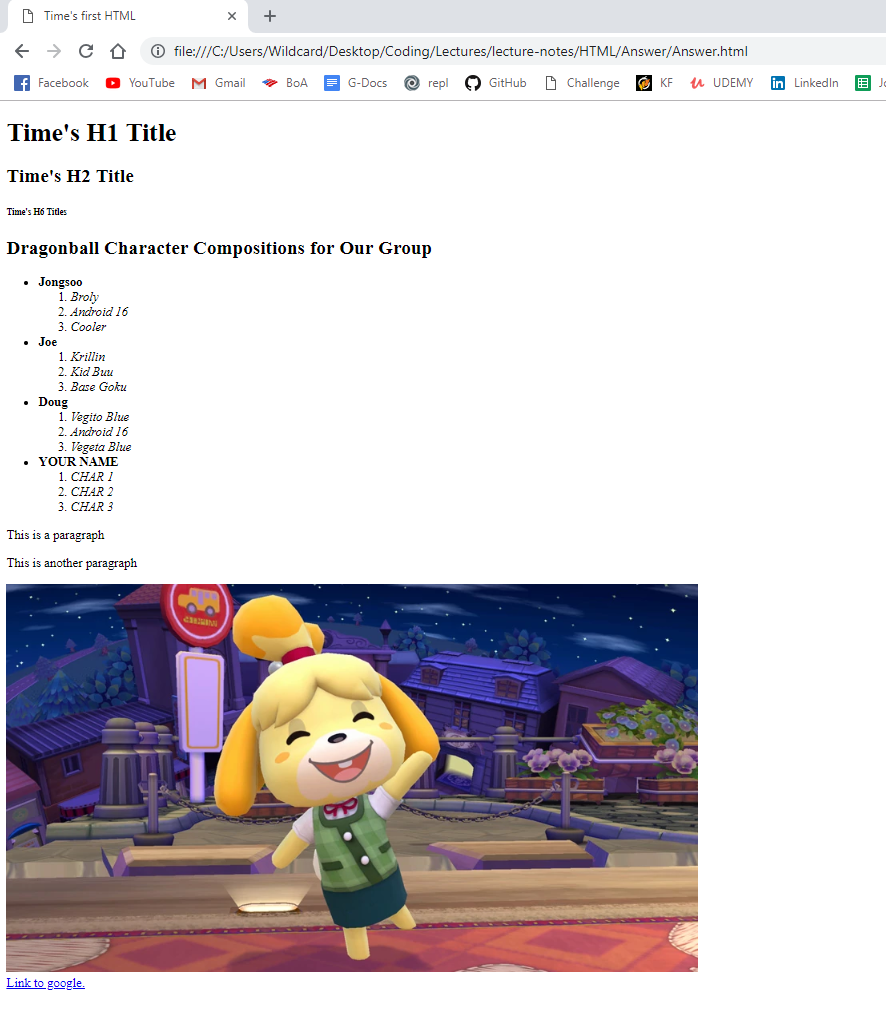 Time's first HTML
file:///C:/Users/Wildcard/Desktop/Coding/Lectures/lecture-notes/HTML/Answer/Answer.html
Facebook YouTube Gmail BoA G-Docs repl GitHub Challenge KF UDEMY LinkedIn
Time's H1 Title
Time's H2 Title
Time's H6 Titles
Dragonball Character Compositions for Our Group
Jongsoo
1. Broly
2. Android 16
3. Cooler
Joe
1. Krillin
2. Kid Buu
3. Base Goku
Doug
1. Vegito Blue
2. Android 16
3. Vegeta Blue
YOUR NAME
1. CHAR 1
2. CHAR 2
3. CHAR 3
This is a paragraph
This is another paragraph
Link to google.